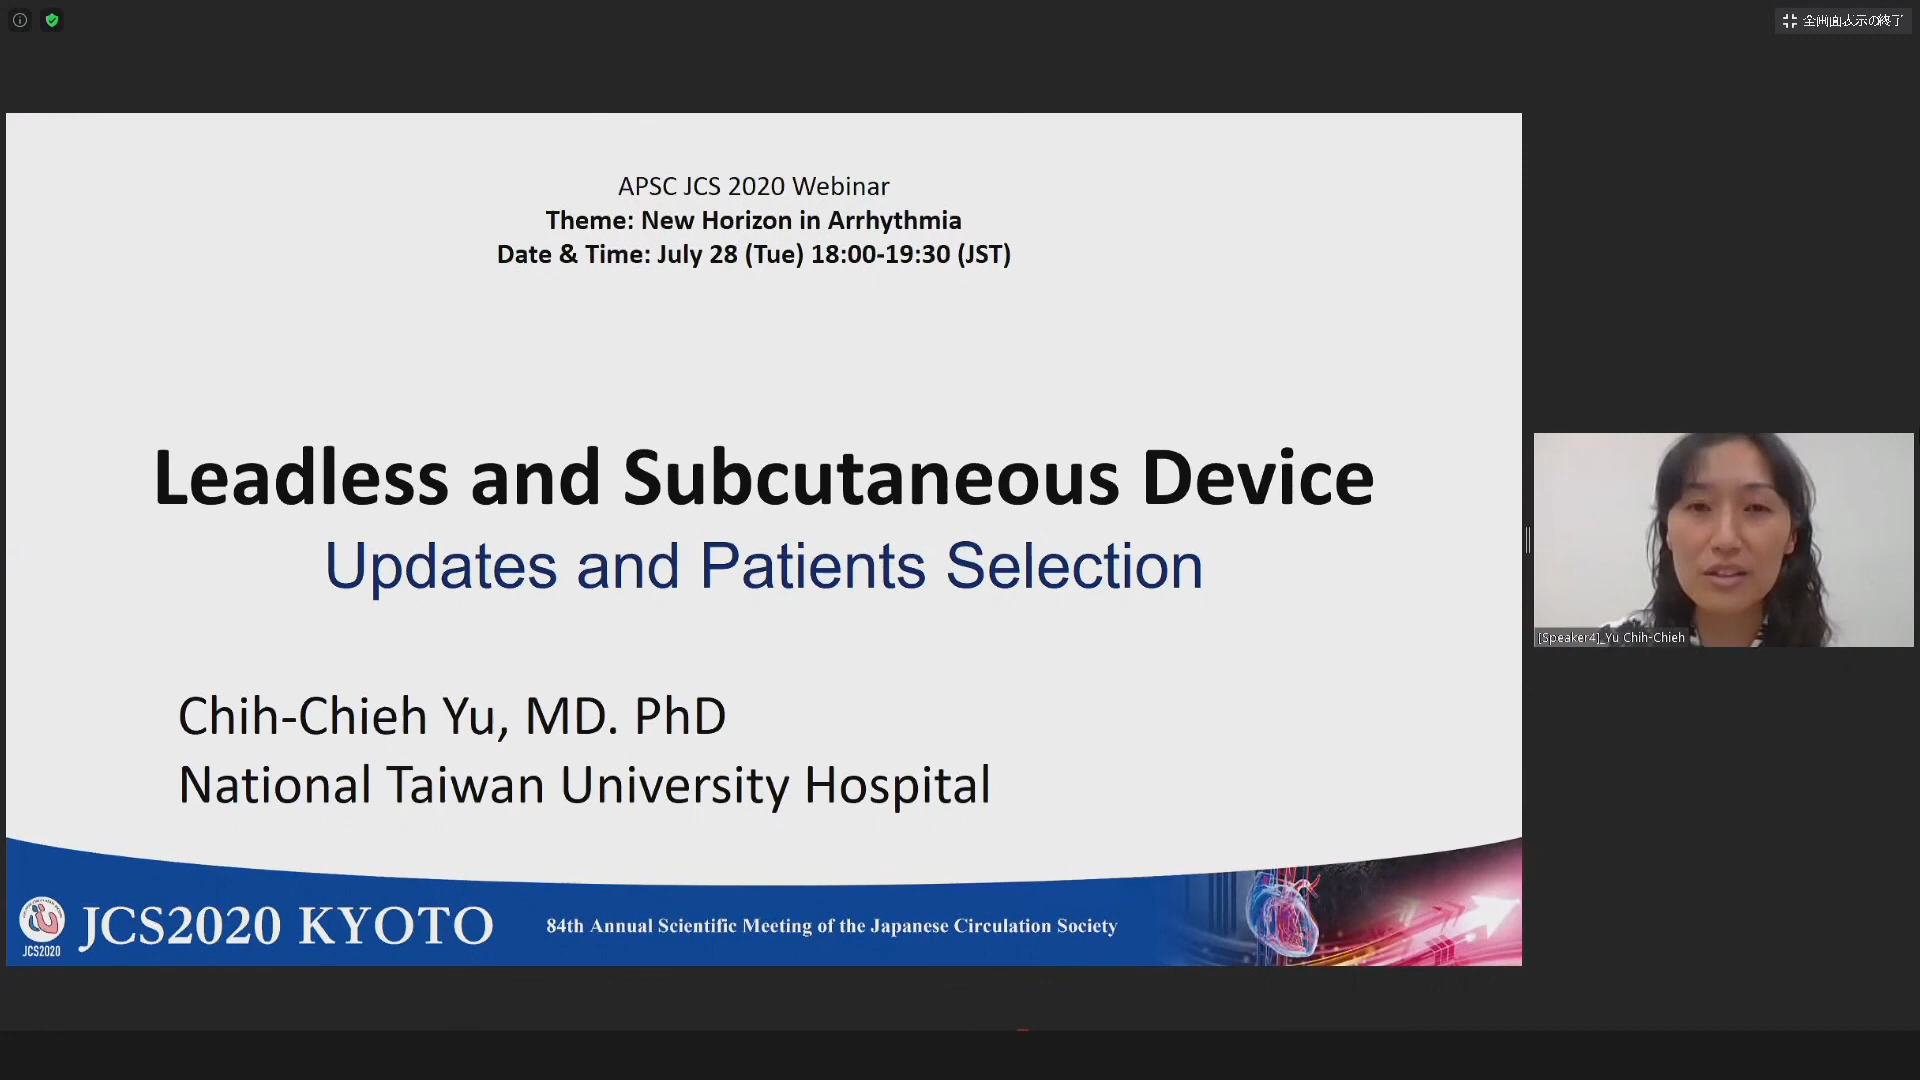 全画面表示の終了
APSC JCS 2020 Webinar
Theme: New Horizon in Arrhythmia
Date & Time: July 28 (Tue) 18:00-19:30 (JST)
Leadless and Subcutaneous Device
Updates and Patients Selection
[Speaker4]_Yu Chih-Chieh
Chih-Chieh Yu, MD. PhD
National Taiwan University Hospital
JCS2020
JCS2020 KYOTO
84th Annual Scientific Meeting of the Japanese Circulation Society